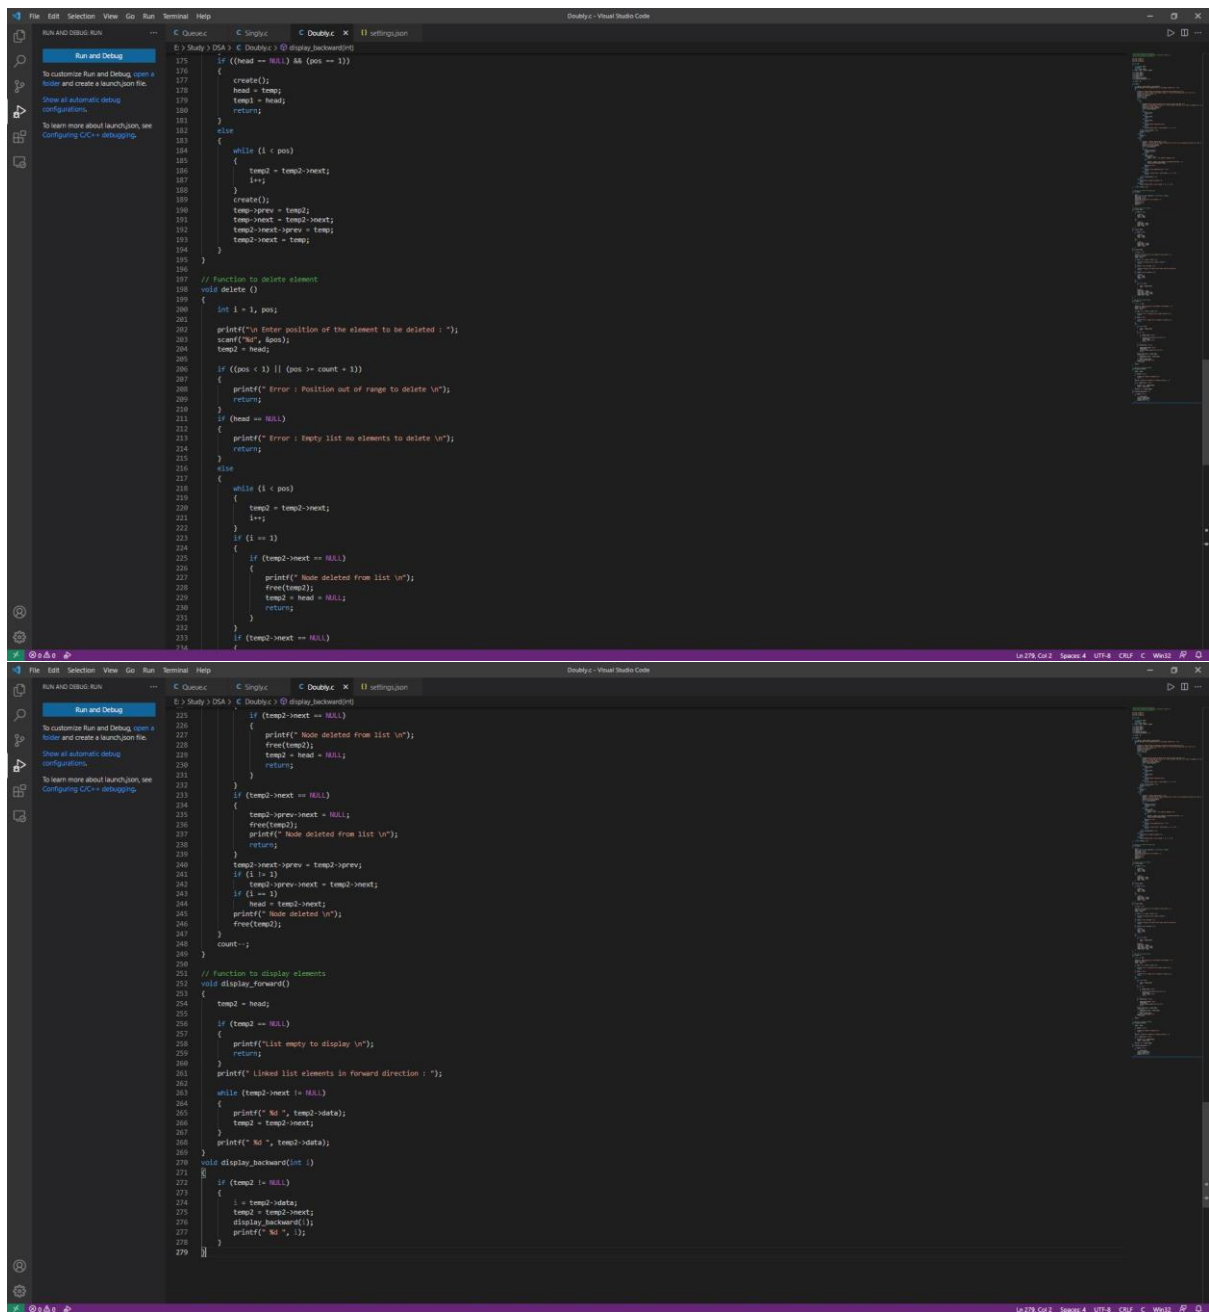 File Edit Selection View Go Run Terminal Help
Doubly.c - Visual Studio Code
RUN AND DEBUG: RUN ...
Queue.c
Singly.c
Doubly.c
settings.json
E: > Study > DSA > C Doubly.c > display_backward(int)
Run and Debug
To customize Run and Debug, open a
folder and create a launch.json file.
Show all automatic debug
configurations.
To learn more about launch.json, see
Configuring C/C++ debugging.
175 if ((head == NULL) && (pos == 1))
176 {
177 create();
178 head = temp;
179 temp1 = head;
180 return;
181 }
182 else
183 {
184 while (i < pos)
185 {
186 temp2 = temp2->next;
187 i++;
188 }
189 create();
190 temp->prev = temp2;
191 temp->next = temp2->next;
192 temp2->next->prev = temp;
193 temp2->next = temp;
194 }
195 }
196
197 // Function to delete element
198 void delete ()
199 {
200 int i = 1, pos;
201
202 printf("\n Enter position of the element to be deleted : ");
203 scanf("%d", &pos);
204 temp2 = head;
205
206 if ((pos < 1) || (pos >= count + 1))
207 {
208 printf(" Error : Position out of range to delete \n");
209 return;
210 }
211 if (head == NULL)
212 {
213 printf(" Error : Empty list no elements to delete \n");
214 return;
215 }
216 else
217 {
218 while (i < pos)
219 {
220 temp2 = temp2->next;
221 i++;
222 }
223 if (i == 1)
224 {
225 if (temp2->next == NULL)
226 {
227 printf(" Node deleted from list \n");
228 free(temp2);
229 temp2 = head = NULL;
230 return;
231 }
232 }
233 if (temp2->next == NULL)
234 {
0 0 Ln 279, Col 2 Spaces: 4 UTF-8 CRLF C Win32
File Edit Selection View Go Run Terminal Help
Doubly.c - Visual Studio Code
RUN AND DEBUG: RUN ...
Queue.c
Singly.c
Doubly.c
settings.json
E: > Study > DSA > C Doubly.c > display_backward(int)
Run and Debug
To customize Run and Debug, open a
folder and create a launch.json file.
Show all automatic debug
configurations.
To learn more about launch.json, see
Configuring C/C++ debugging.
225 if (temp2->next == NULL)
226 {
227 printf(" Node deleted from list \n");
228 free(temp2);
229 temp2 = head = NULL;
230 return;
231 }
232 }
233 if (temp2->next == NULL)
234 {
235 temp2->prev->next = NULL;
236 free(temp2);
237 printf(" Node deleted from list \n");
238 return;
239 }
240 temp2->next->prev = temp2->prev;
241 if (i != 1)
242 temp2->prev->next = temp2->next;
243 if (i == 1)
244 head = temp2->next;
245 printf(" Node deleted \n");
246 free(temp2);
247 }
248 count--;
249 }
250
251 // Function to display elements
252 void display_forward()
253 {
254 temp2 = head;
255
256 if (temp2 == NULL)
257 {
258 printf("List empty to display \n");
259 return;
260 }
261 printf(" Linked list elements in forward direction : ");
262
263 while (temp2->next != NULL)
264 {
265 printf(" %d ", temp2->data);
266 temp2 = temp2->next;
267 }
268 printf(" %d ", temp2->data);
269 }
270 void display_backward(int i)
271 {
272 if (temp2 != NULL)
273 {
274 i = temp2->data;
275 temp2 = temp2->next;
276 display_backward(i);
277 printf(" %d ", i);
278 }
279 }
0 0 Ln 279, Col 2 Spaces: 4 UTF-8 CRLF C Win32